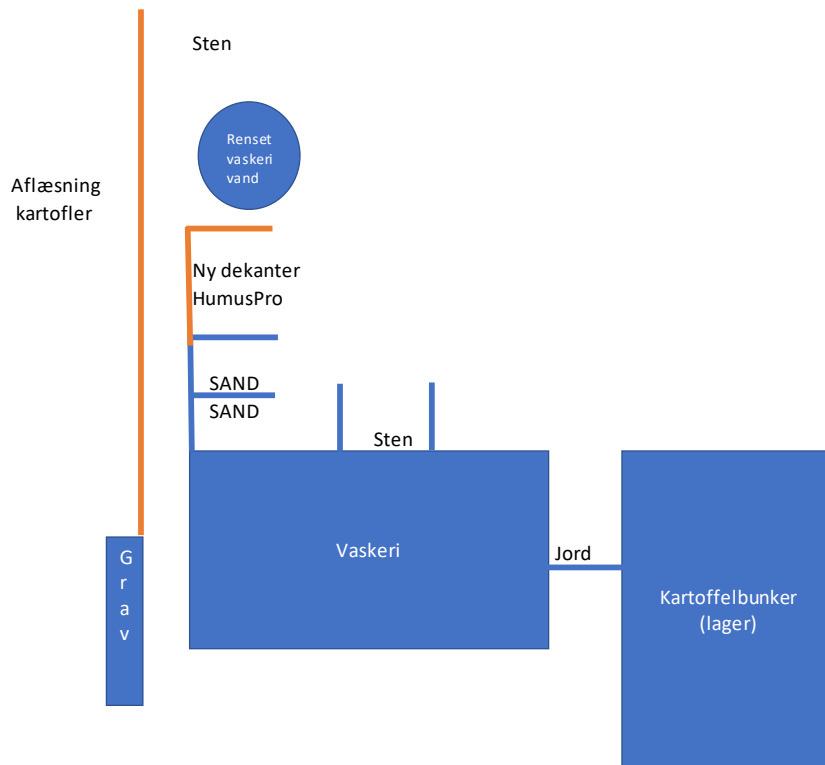 Sten
Renset
vaskeri
vand
Aflæsning
kartofler
Ny dekanter
HumusPro
SAND
SAND
Sten
Vaskeri
Jord
Kartoffelbunker
(lager)
G
r
a
v